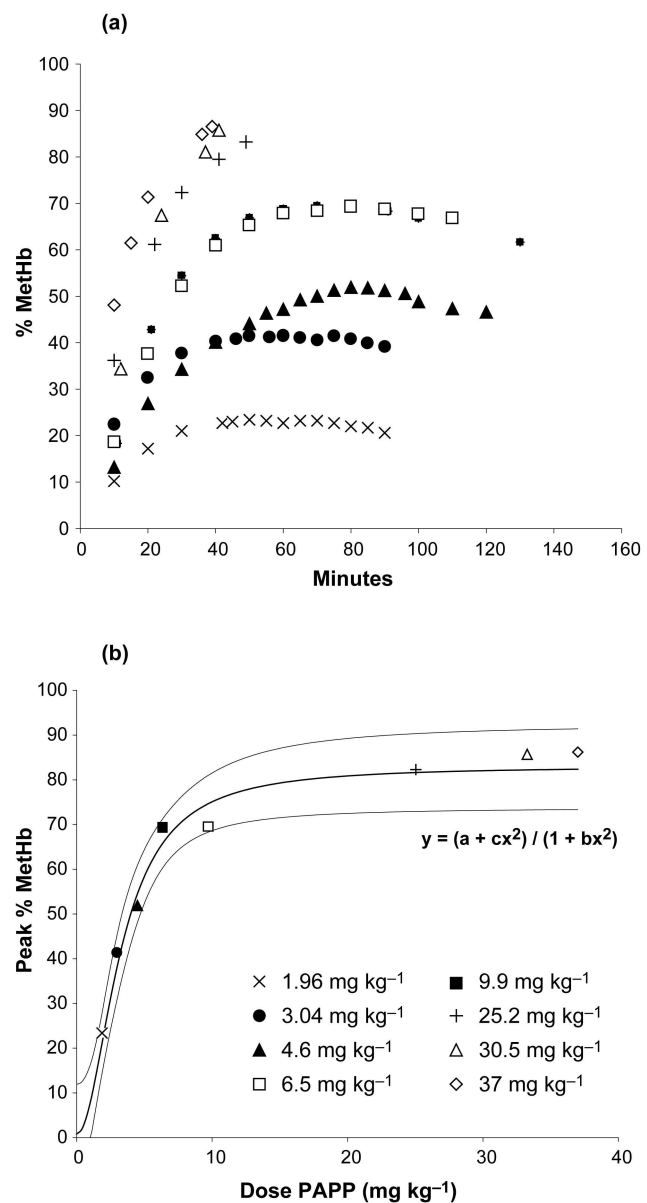 (a)
100
90
80
70
60
50
40
30
20
10
0
% MetHb
0 20 40 60 80 100 120 140 160
Minutes
(b)
100
90
80
70
60
50
40
30
20
10
0
Peak % MetHb
y = (a + cx²) / (1 + bx²)
1.96 mg kg⁻¹
3.04 mg kg⁻¹
4.6 mg kg⁻¹
6.5 mg kg⁻¹
9.9 mg kg⁻¹
25.2 mg kg⁻¹
30.5 mg kg⁻¹
37 mg kg⁻¹
0 10 20 30 40
Dose PAPP (mg kg⁻¹)